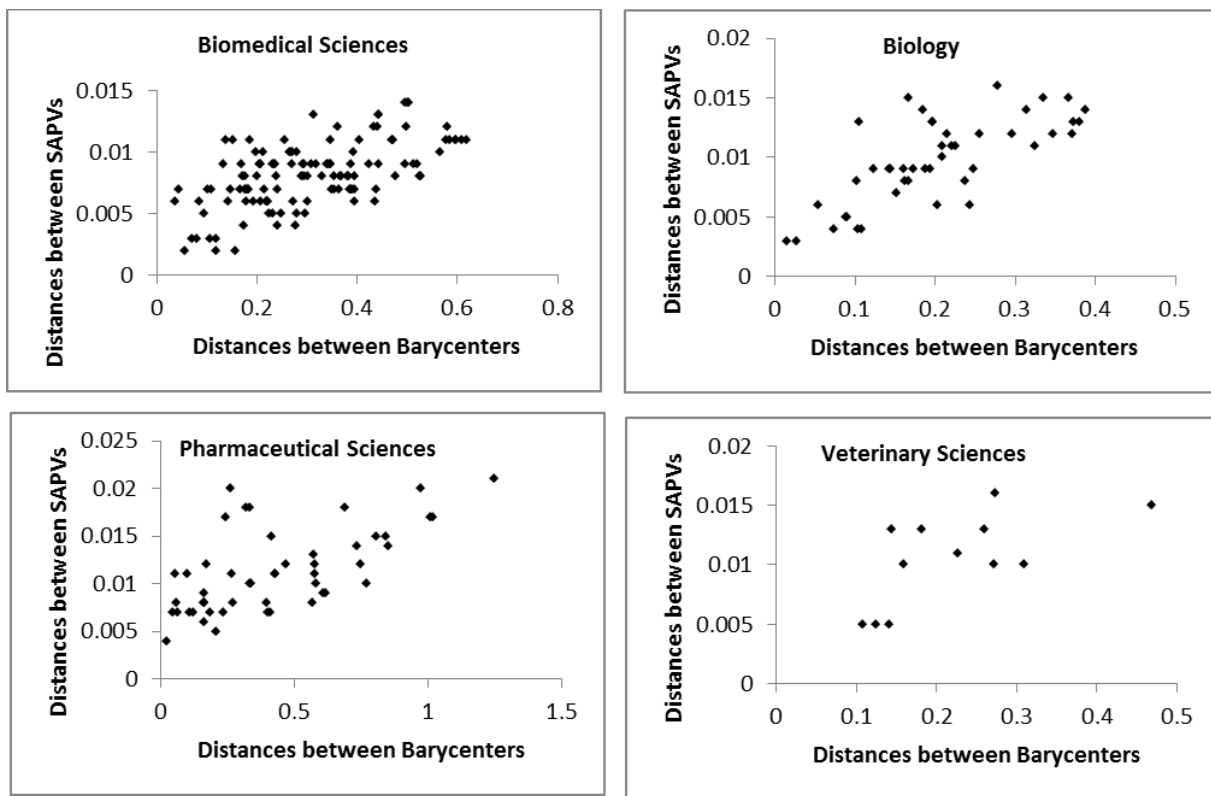 Biomedical Sciences
Distances between SAPVs
0.015
0.01
0.005
0
0 0.2 0.4 0.6 0.8
Distances between Barycenters
Biology
Distances between SAPVs
0.02
0.015
0.01
0.005
0
0 0.1 0.2 0.3 0.4 0.5
Distances between Barycenters
Pharmaceutical Sciences
Distances between SAPVs
0.025
0.02
0.015
0.01
0.005
0
0 0.5 1 1.5
Distances between Barycenters
Veterinary Sciences
Distances between SAPVs
0.02
0.015
0.01
0.005
0
0 0.1 0.2 0.3 0.4 0.5
Distances between Barycenters